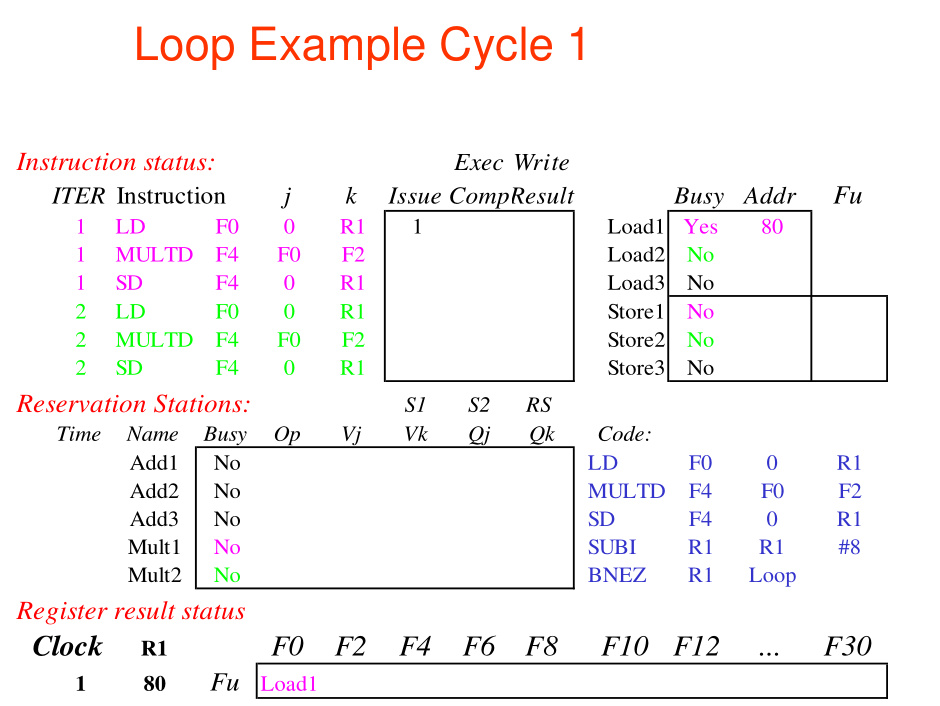 Loop Example Cycle 1
Instruction status: Exec Write
ITER Instruction j k Issue Comp Result Busy Addr Fu
1 LD F0 0 R1 1 Load1 Yes 80
1 MULTD F4 F0 F2 Load2 No
1 SD F4 0 R1 Load3 No
2 LD F0 0 R1 Store1 No
2 MULTD F4 F0 F2 Store2 No
2 SD F4 0 R1 Store3 No
Reservation Stations: S1 S2 RS
Time Name Busy Op Vj Vk Qj Qk Code:
Add1 No LD F0 0 R1
Add2 No MULTD F4 F0 F2
Add3 No SD F4 0 R1
Mult1 No SUBI R1 R1 #8
Mult2 No BNEZ R1 Loop
Register result status
Clock R1 F0 F2 F4 F6 F8 F10 F12 ... F30
1 80 Fu Load1